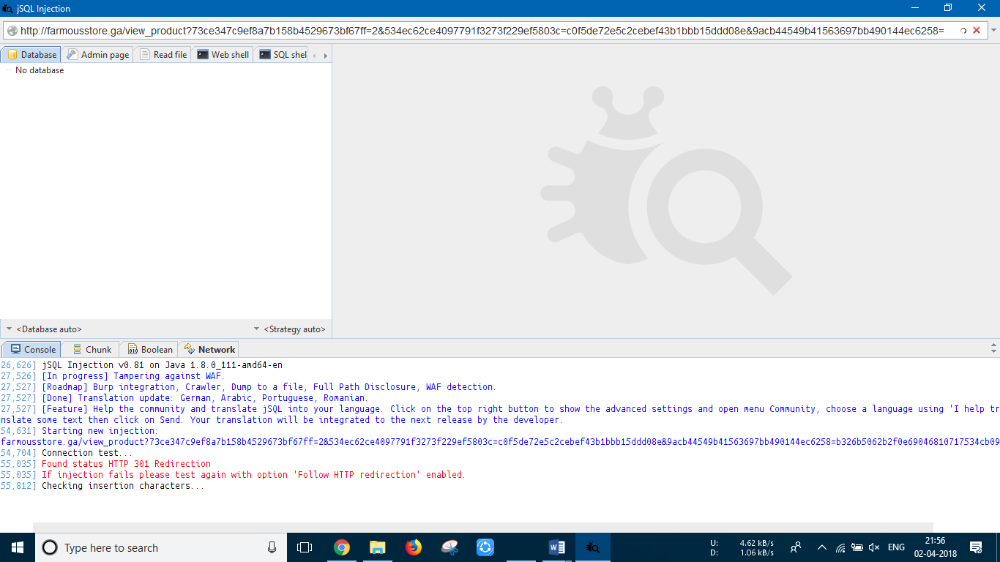 jSQL Injection
http://farmousstore.ga/view_product?73ce347c9ef8a7b158b4529673bf67ff=2&534ec62ce4097791f3273f229ef5803c=c0f5de72e5c2cebef43b1bbb15ddd08e&9acb44549b41563697bb490144ec6258=
Database Admin page Read file Web shell SQL shel
No database
<Database auto> <Strategy auto>
Console Chunk Boolean Network
26,626] jSQL Injection v0.81 on Java 1.8.0_111-amd64-en
27,526] [In progress] Tampering against WAF.
27,527] [Roadmap] Burp integration, Crawler, Dump to a file, Full Path Disclosure, WAF detection.
27,527] [Done] Translation update: German, Arabic, Portuguese, Romanian.
27,527] [Feature] Help the community and translate jSQL into your language. Click on the top right button to show the advanced settings and open menu Community, choose a language using 'I help tr
nslate some text then click on Send. Your translation will be integrated to the next release by the developer.
54,631] Starting new injection:
farmousstore.ga/view_product?73ce347c9ef8a7b158b4529673bf67ff=2&534ec62ce4097791f3273f229ef5803c=c0f5de72e5c2cebef43b1bbb15ddd08e&9acb44549b41563697bb490144ec6258=b326b5062b2f0e69046810717534cb09
54,704] Connection test...
55,035] Found status HTTP 301 Redirection
55,035] If injection fails please test again with option 'Follow HTTP redirection' enabled.
55,812] Checking insertion characters...
Type here to search
U: 4.62 kB/s
D: 1.06 kB/s
ENG
21:56
02-04-2018